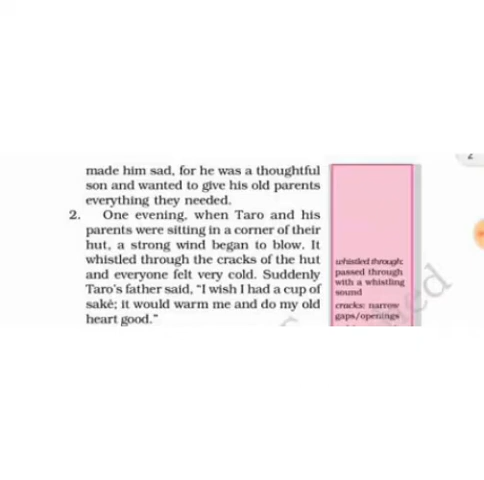 made him sad, for he was a thoughtful
son and wanted to give his old parents
everything they needed.
2. One evening, when Taro and his
parents were sitting in a corner of their
hut, a strong wind began to blow. It
whistled through the cracks of the hut
and everyone felt very cold. Suddenly
Taro's father said, "I wish I had a cup of
saké; it would warm me and do my old
heart good."
whistled through:
passed through
with a whistling
sound
cracks: narrow
gaps/openings